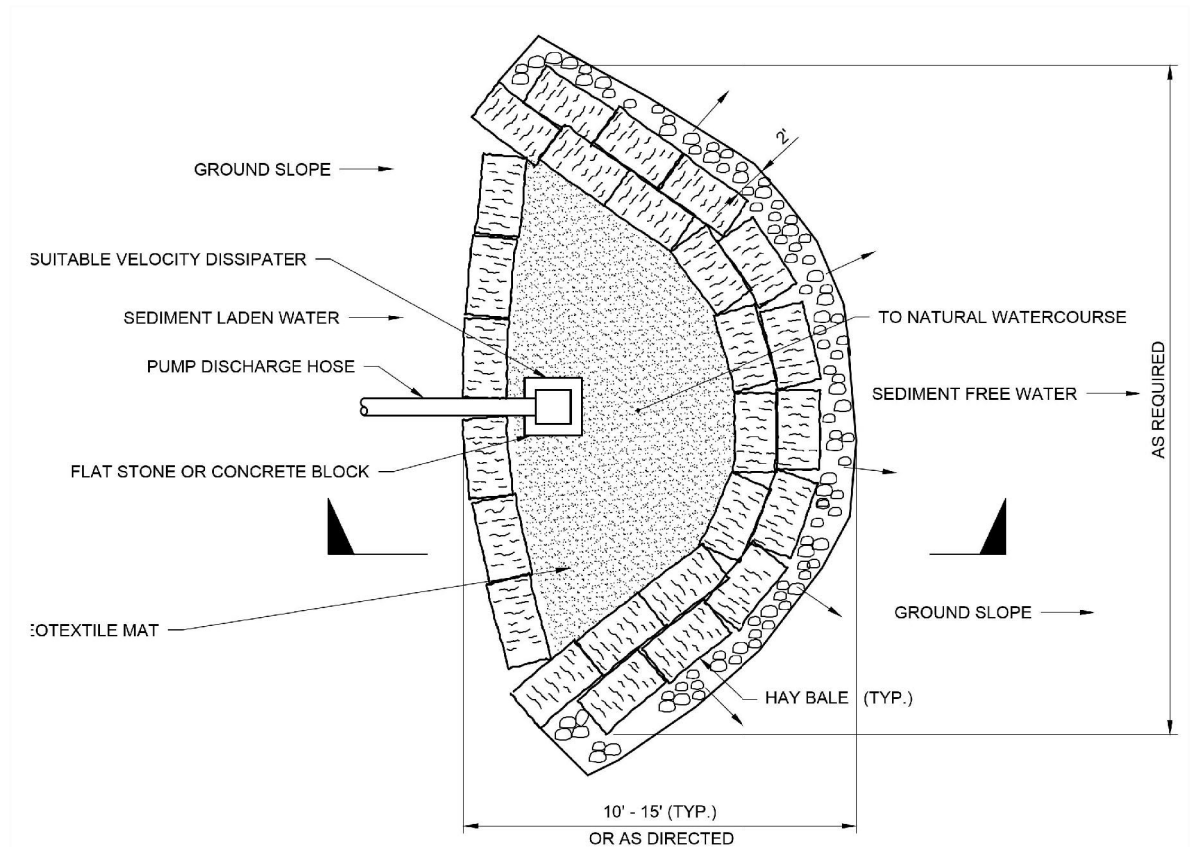 2'
GROUND SLOPE
SUITABLE VELOCITY DISSIPATER
SEDIMENT LADEN WATER
TO NATURAL WATERCOURSE
PUMP DISCHARGE HOSE
SEDIMENT FREE WATER
AS REQUIRED
FLAT STONE OR CONCRETE BLOCK
GROUND SLOPE
EOTEXTILE MAT
HAY BALE (TYP.)
10' - 15' (TYP.)
OR AS DIRECTED